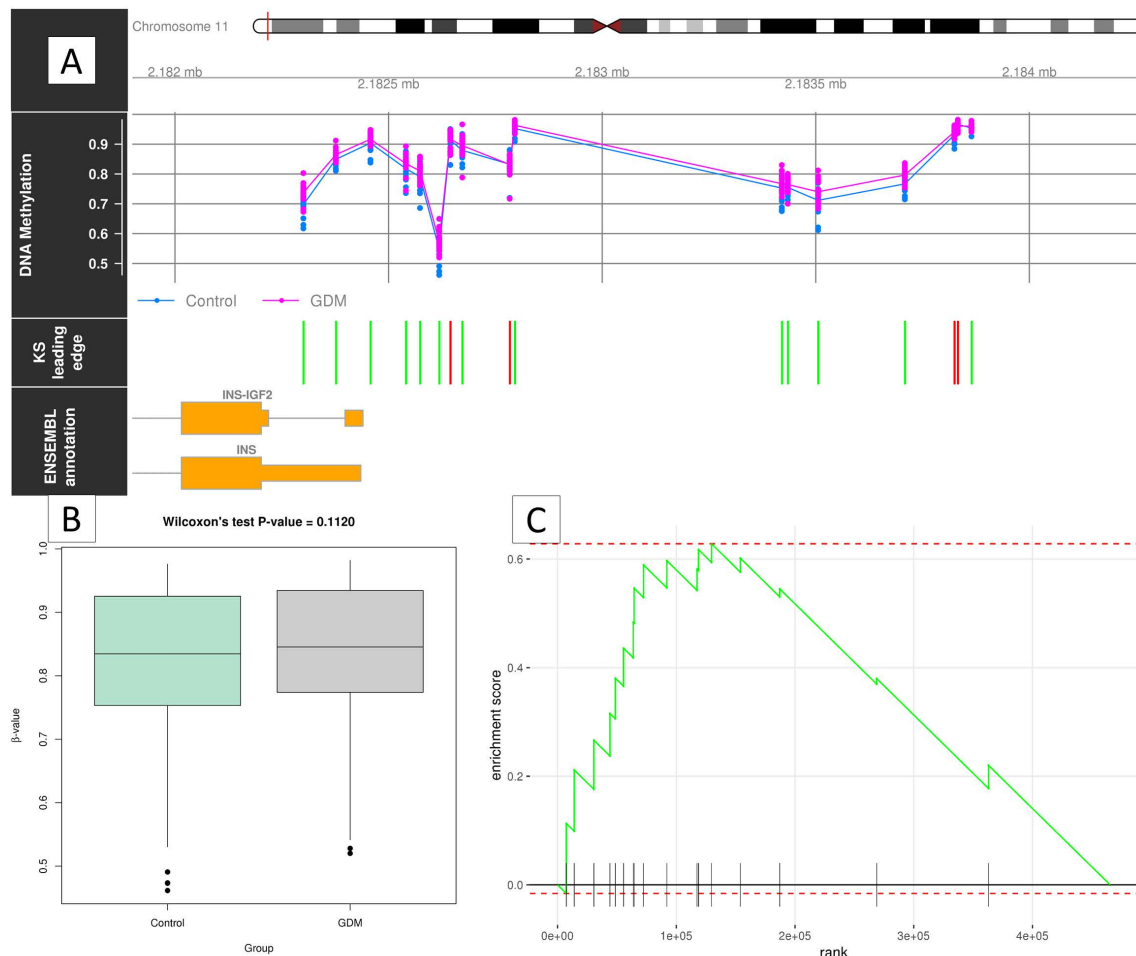 A
Chromosome 11
2.182 mb
2.183 mb
2.184 mb
2.1825 mb
2.1835 mb
DNA Methylation
0.9
0.8
0.7
0.6
0.5
Control
GDM
KS
leading
edge
ENSEMBL
annotation
INS-IGF2
INS
B
Wilcoxon's test P-value = 0.1120
β-value
1.0
0.9
0.8
0.7
0.6
0.5
Control
GDM
Group
C
enrichment score
0.6
0.4
0.2
0.0
0e+00
1e+05
2e+05
3e+05
4e+05
rank